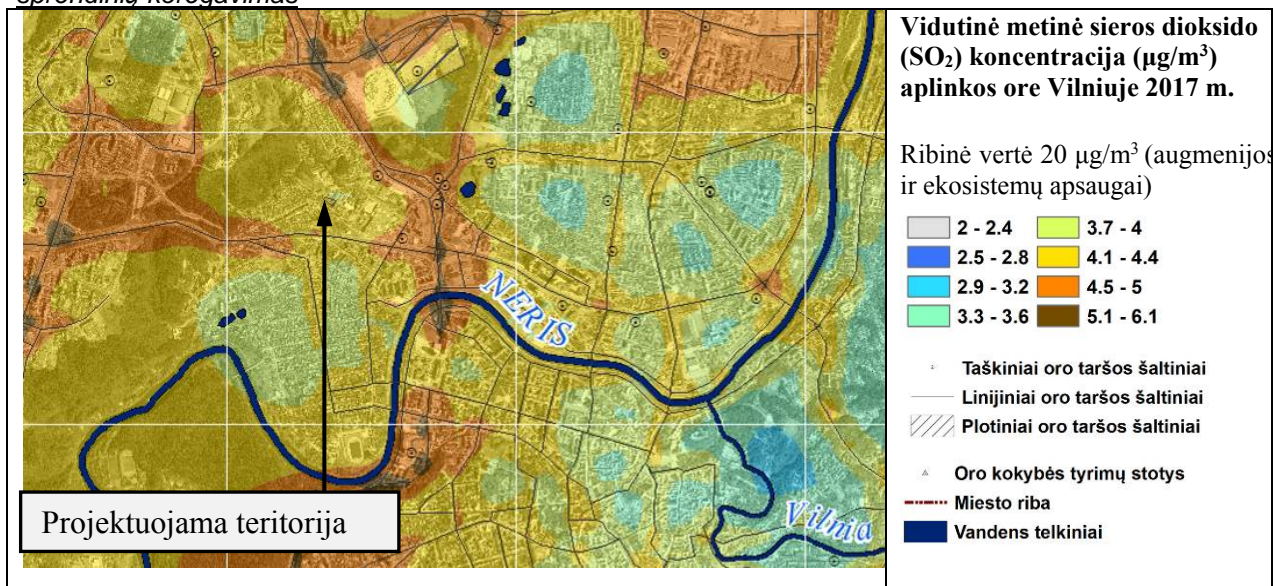 sprendinių koregavimas
Vidutinė metinė sieros dioksido
(SO₂) koncentracija (µg/m³)
aplinkos ore Vilniuje 2017 m.
Ribinė vertė 20 µg/m³ (augmenijos
ir ekosistemų apsaugai)
2 - 2.4
3.7 - 4
2.5 - 2.8
4.1 - 4.4
2.9 - 3.2
4.5 - 5
3.3 - 3.6
5.1 - 6.1
Taškiniai oro taršos šaltiniai
Linijiniai oro taršos šaltiniai
Plotiniai oro taršos šaltiniai
Oro kokybės tyrimų stotys
Miesto riba
Vandens telkiniai
NERIS
Vilnia
Projektuojama teritorija